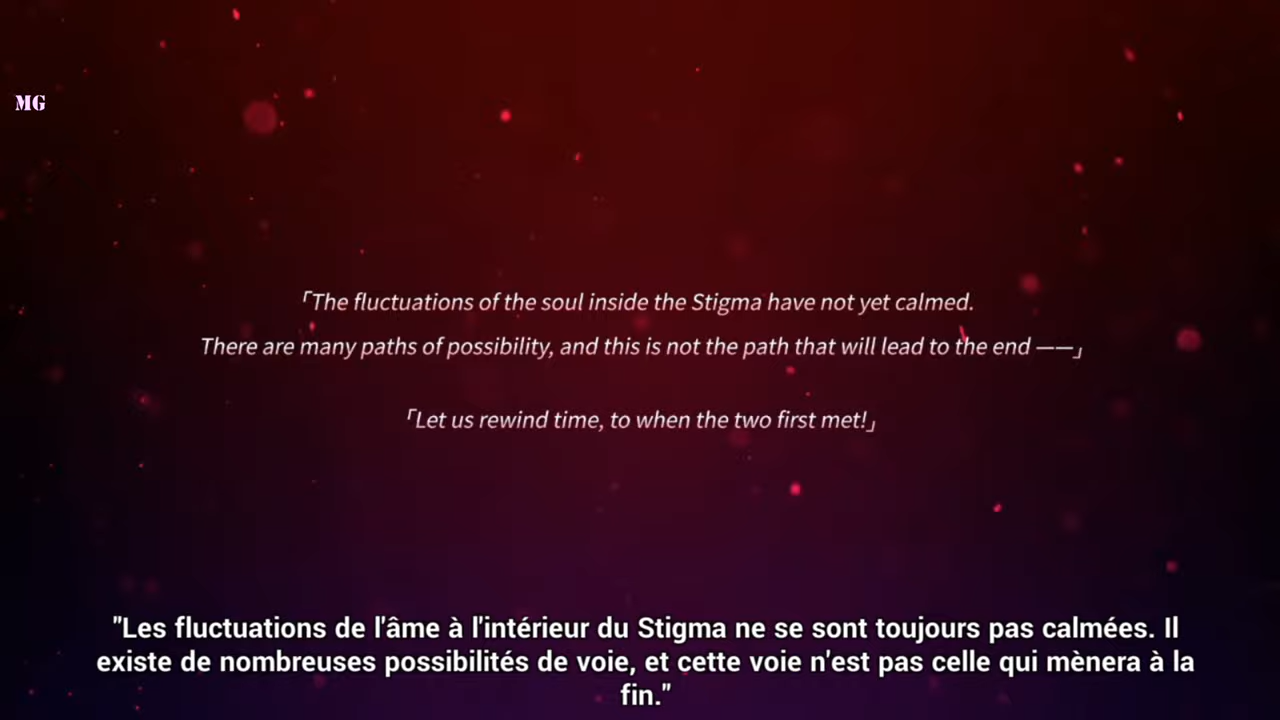 MG
「The fluctuations of the soul inside the Stigma have not yet calmed.
There are many paths of possibility, and this is not the path that will lead to the end ——」
「Let us rewind time, to when the two first met!」
"Les fluctuations de l'âme à l'intérieur du Stigma ne se sont toujours pas calmées. Il
existe de nombreuses possibilités de voie, et cette voie n'est pas celle qui mènera à la
fin."